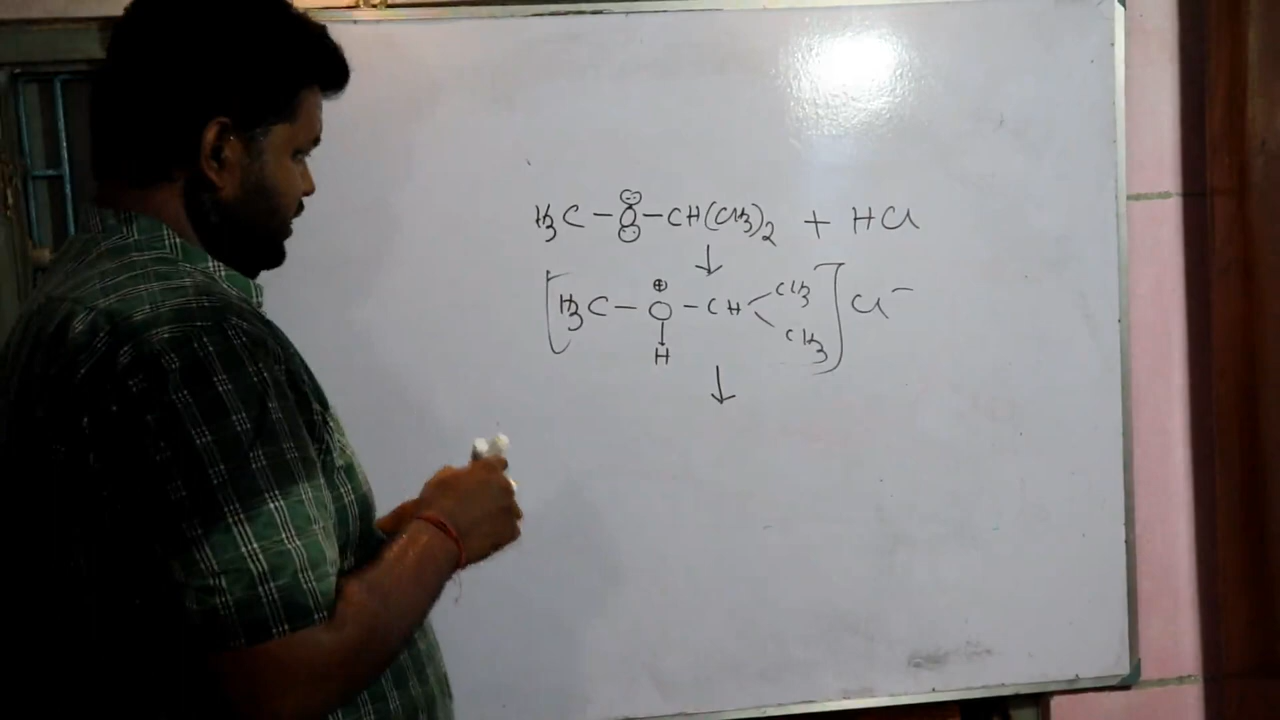 H₃C – O – CH(CH₃)₂ + HCl
↓
[H₃C – O – CH < CH₃ CH₃] Cl⁻
⊕
H
↓